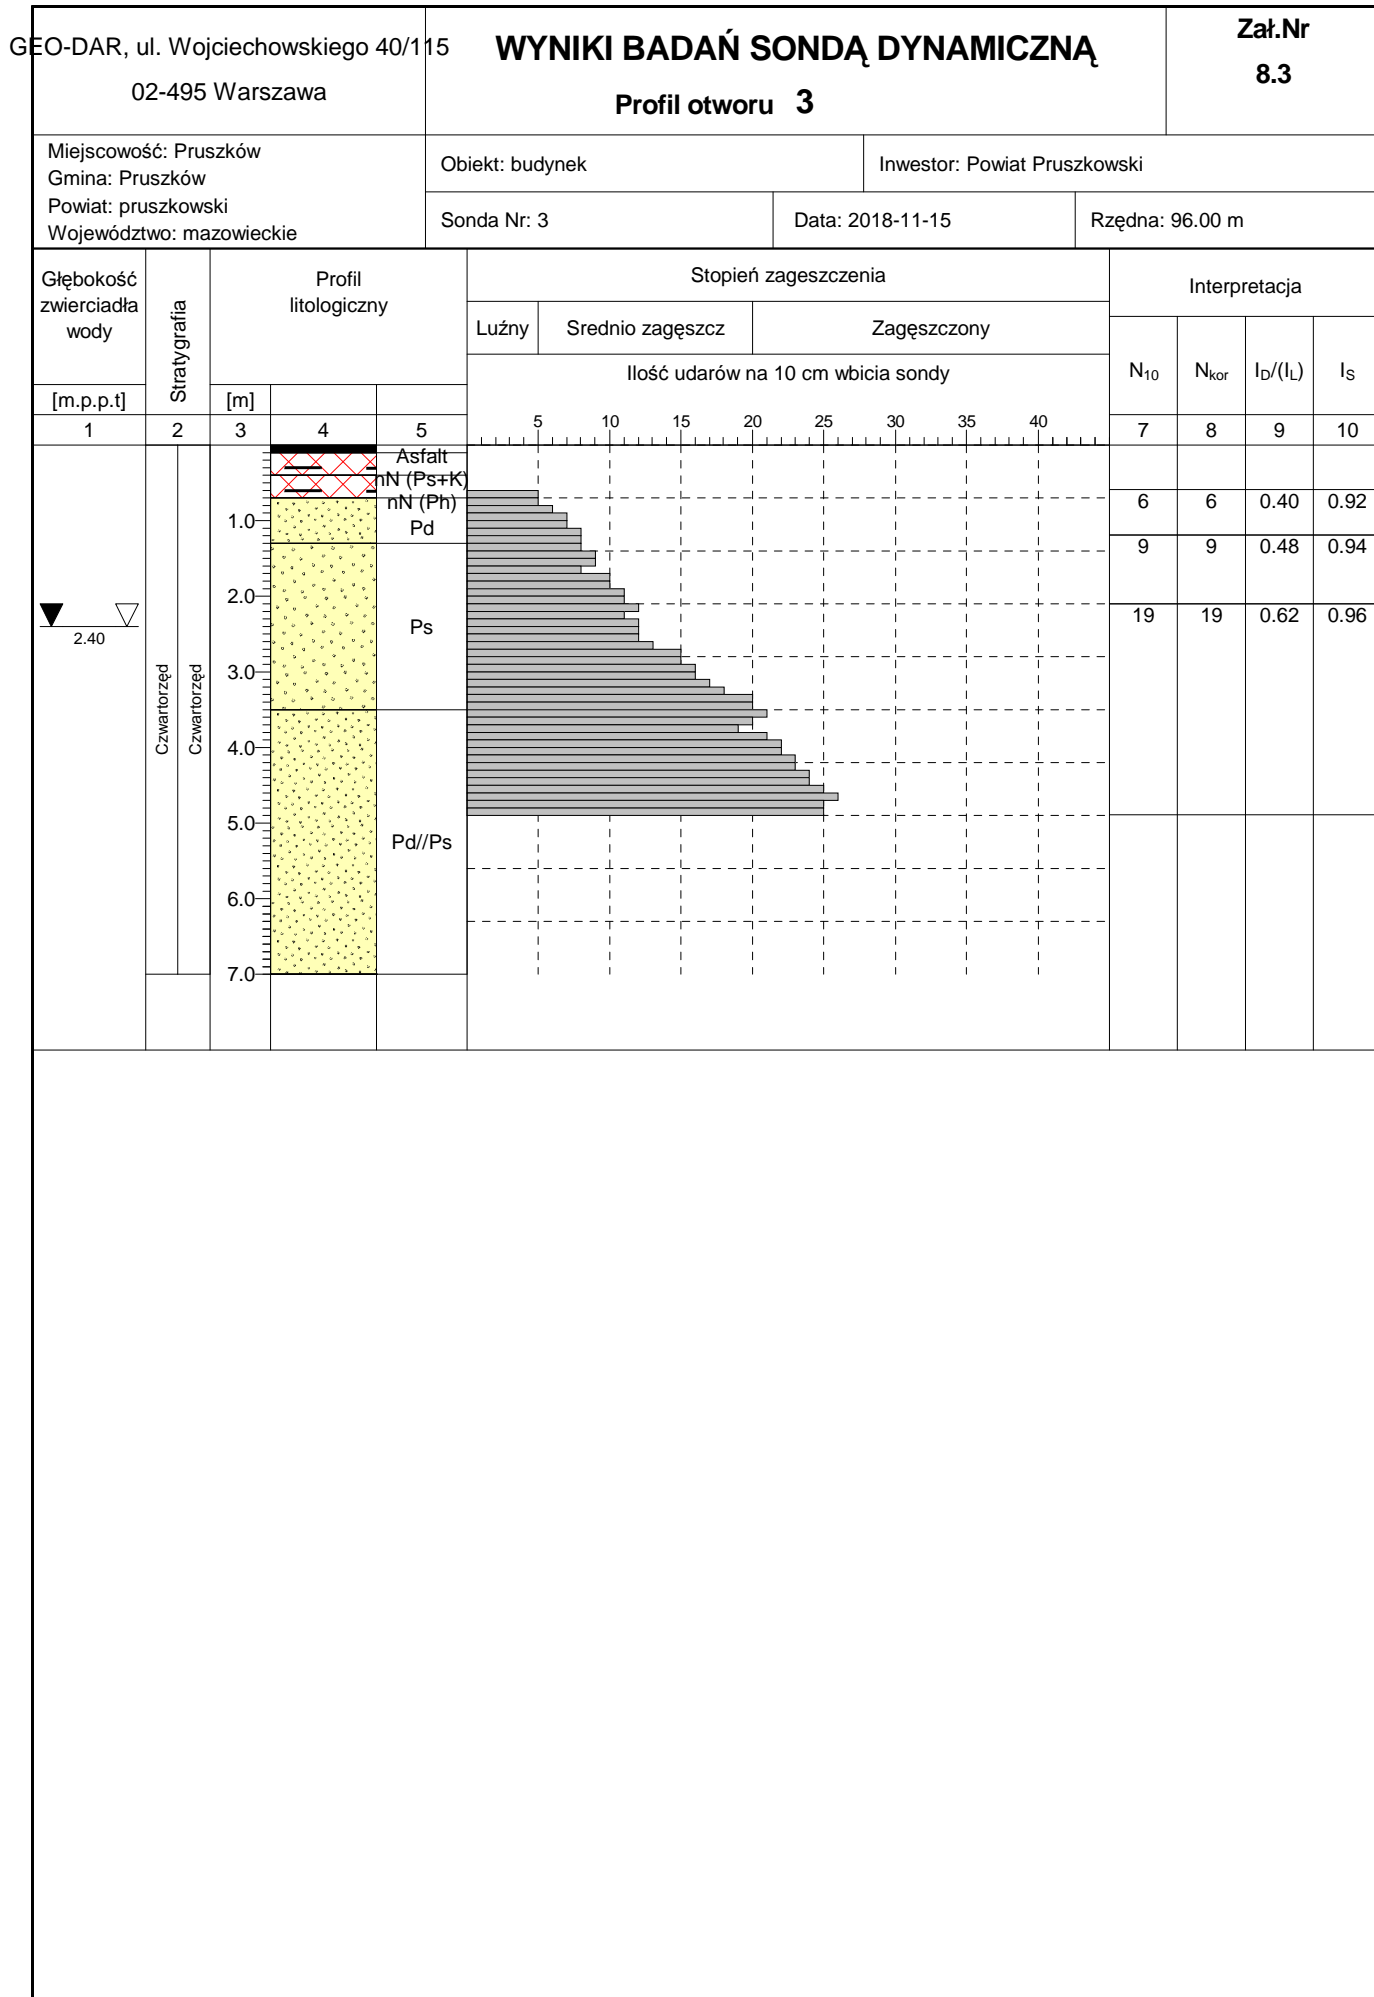 GEO-DAR, ul. Wojciechowskiego 40/115
02-495 Warszawa
WYNIKI BADAŃ SONDĄ DYNAMICZNĄ
Profil otworu 3
Zał.Nr
8.3
Miejscowość: Pruszków
Gmina: Pruszków
Powiat: pruszkowski
Województwo: mazowieckie
Obiekt: budynek
Inwestor: Powiat Pruszkowski
Sonda Nr: 3
Data: 2018-11-15
Rzędna: 96.00 m
Głębokość
zwierciadła
wody
[m.p.p.t]
Stratygrafia
Profil
litologiczny
[m]
Stopień zageszczenia
Luźny
Srednio zagęszcz
Zagęszczony
Ilość udarów na 10 cm wbicia sondy
5 10 15 20 25 30 35 40
Interpretacja
N10 Nkor ID/(IL) IS
1 2 3 4 5 7 8 9 10
Asfalt
nN (Ps+K)
nN (Ph)
Pd
Ps
Pd//Ps
1.0
2.0
3.0
4.0
5.0
6.0
7.0
2.40
Czwartorzęd
Czwartorzęd
6 6 0.40 0.92
9 9 0.48 0.94
19 19 0.62 0.96